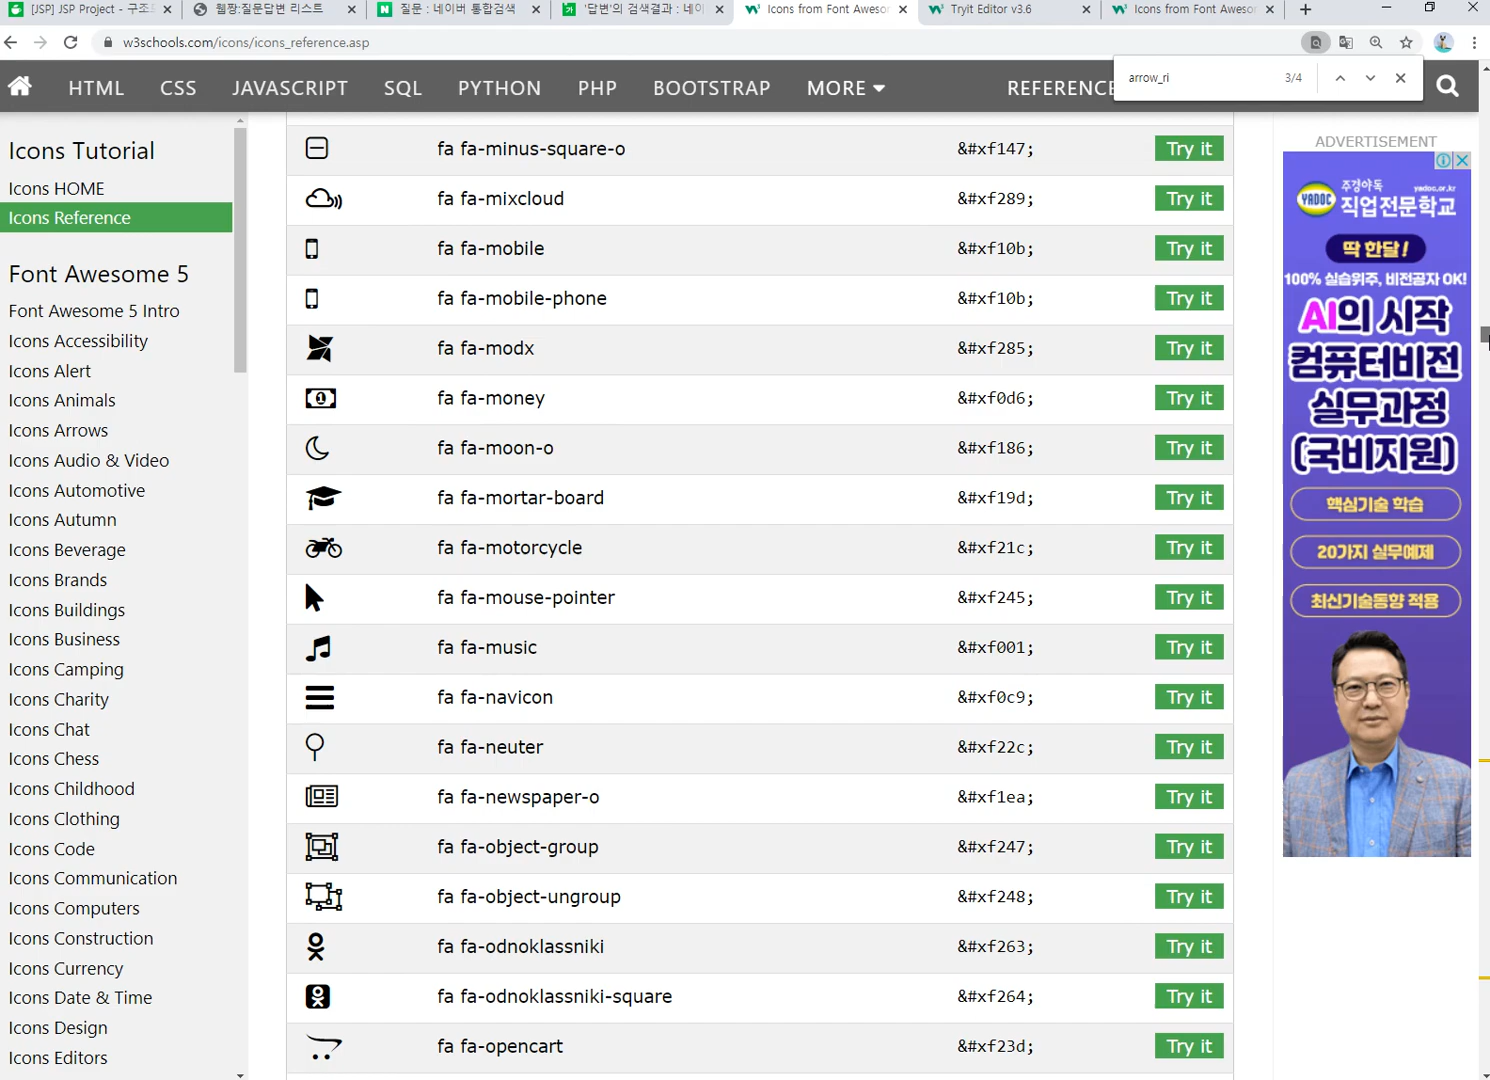 [JSP] JSP Project - 구조도
웹짱:질문답변 리스트
질문 : 네이버 통합검색
'답변'의 검색결과 : 네이
Icons from Font Aweson
Tryit Editor v3.6
Icons from Font Aweson
w3schools.com/icons/icons_reference.asp
arrow_ri 3/4
HTML CSS JAVASCRIPT SQL PYTHON PHP BOOTSTRAP MORE REFERENCE
Icons Tutorial
Icons HOME
Icons Reference
Font Awesome 5
Font Awesome 5 Intro
Icons Accessibility
Icons Alert
Icons Animals
Icons Arrows
Icons Audio & Video
Icons Automotive
Icons Autumn
Icons Beverage
Icons Brands
Icons Buildings
Icons Business
Icons Camping
Icons Charity
Icons Chat
Icons Chess
Icons Childhood
Icons Clothing
Icons Code
Icons Communication
Icons Computers
Icons Construction
Icons Currency
Icons Date & Time
Icons Design
Icons Editors
fa fa-minus-square-o &#xf147; Try it
fa fa-mixcloud &#xf289; Try it
fa fa-mobile &#xf10b; Try it
fa fa-mobile-phone &#xf10b; Try it
fa fa-modx &#xf285; Try it
fa fa-money &#xf0d6; Try it
fa fa-moon-o &#xf186; Try it
fa fa-mortar-board &#xf19d; Try it
fa fa-motorcycle &#xf21c; Try it
fa fa-mouse-pointer &#xf245; Try it
fa fa-music &#xf001; Try it
fa fa-navicon &#xf0c9; Try it
fa fa-neuter &#xf22c; Try it
fa fa-newspaper-o &#xf1ea; Try it
fa fa-object-group &#xf247; Try it
fa fa-object-ungroup &#xf248; Try it
fa fa-odnoklassniki &#xf263; Try it
fa fa-odnoklassniki-square &#xf264; Try it
fa fa-opencart &#xf23d; Try it
ADVERTISEMENT
YADOC
주경야독 yadoc.or.kr
직업전문학교
딱 한달!
100% 실습위주, 비전공자 OK!
AI의 시작
컴퓨터비전
실무과정
(국비지원)
핵심기술 학습
20가지 실무예제
최신기술동향 적용